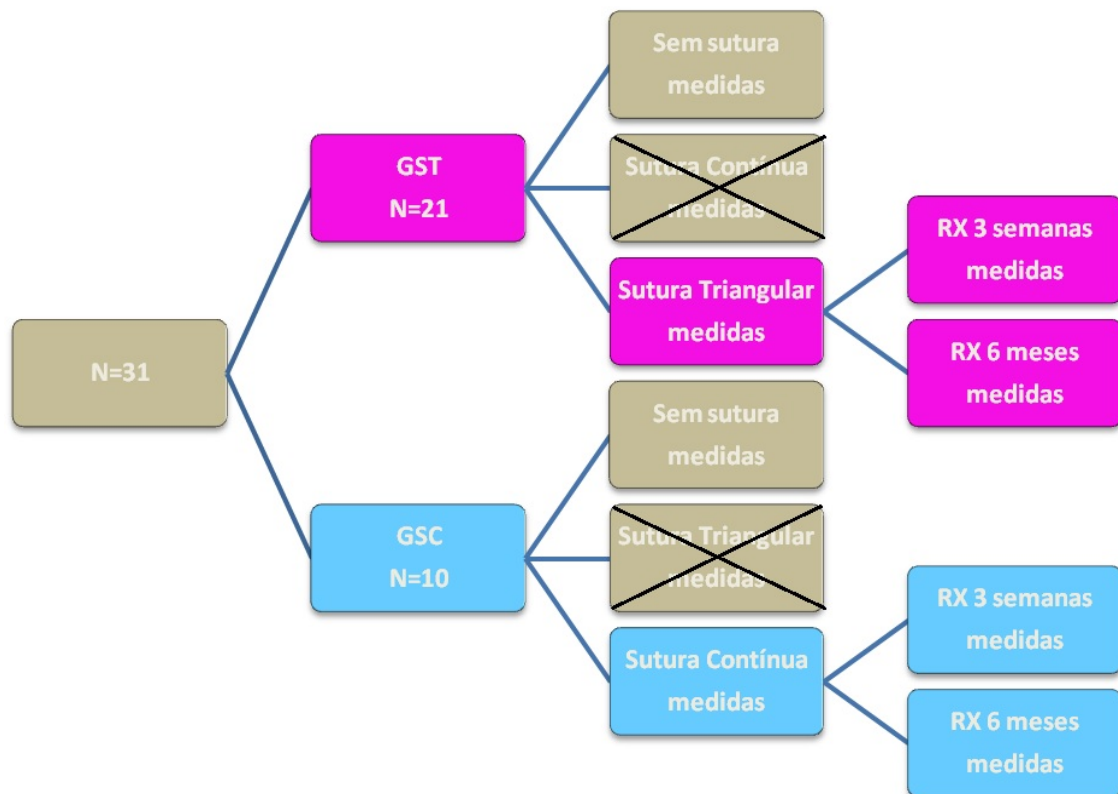 N=31
GST
N=21
Sem sutura
medidas
Sutura Contínua
medidas
Sutura Triangular
medidas
RX 3 semanas
medidas
RX 6 meses
medidas
GSC
N=10
Sem sutura
medidas
Sutura Triangular
medidas
Sutura Contínua
medidas
RX 3 semanas
medidas
RX 6 meses
medidas